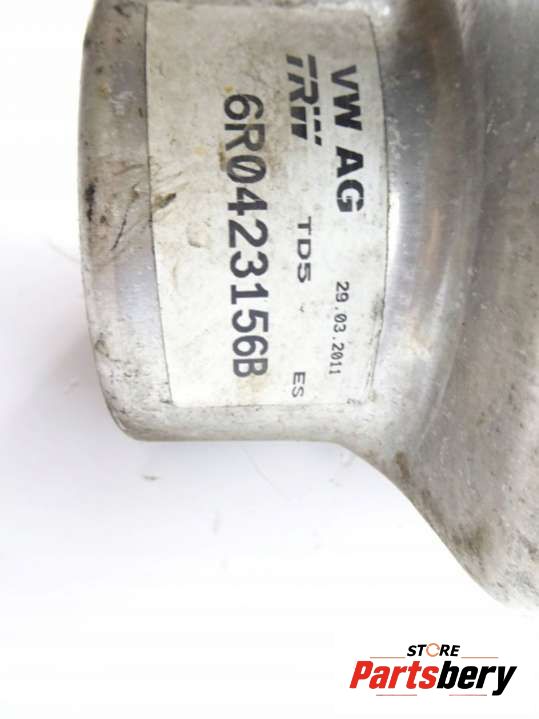 VW AG
29.03.2011
TRW
TD5
ES
6R0423156B
STORE
Partsbery